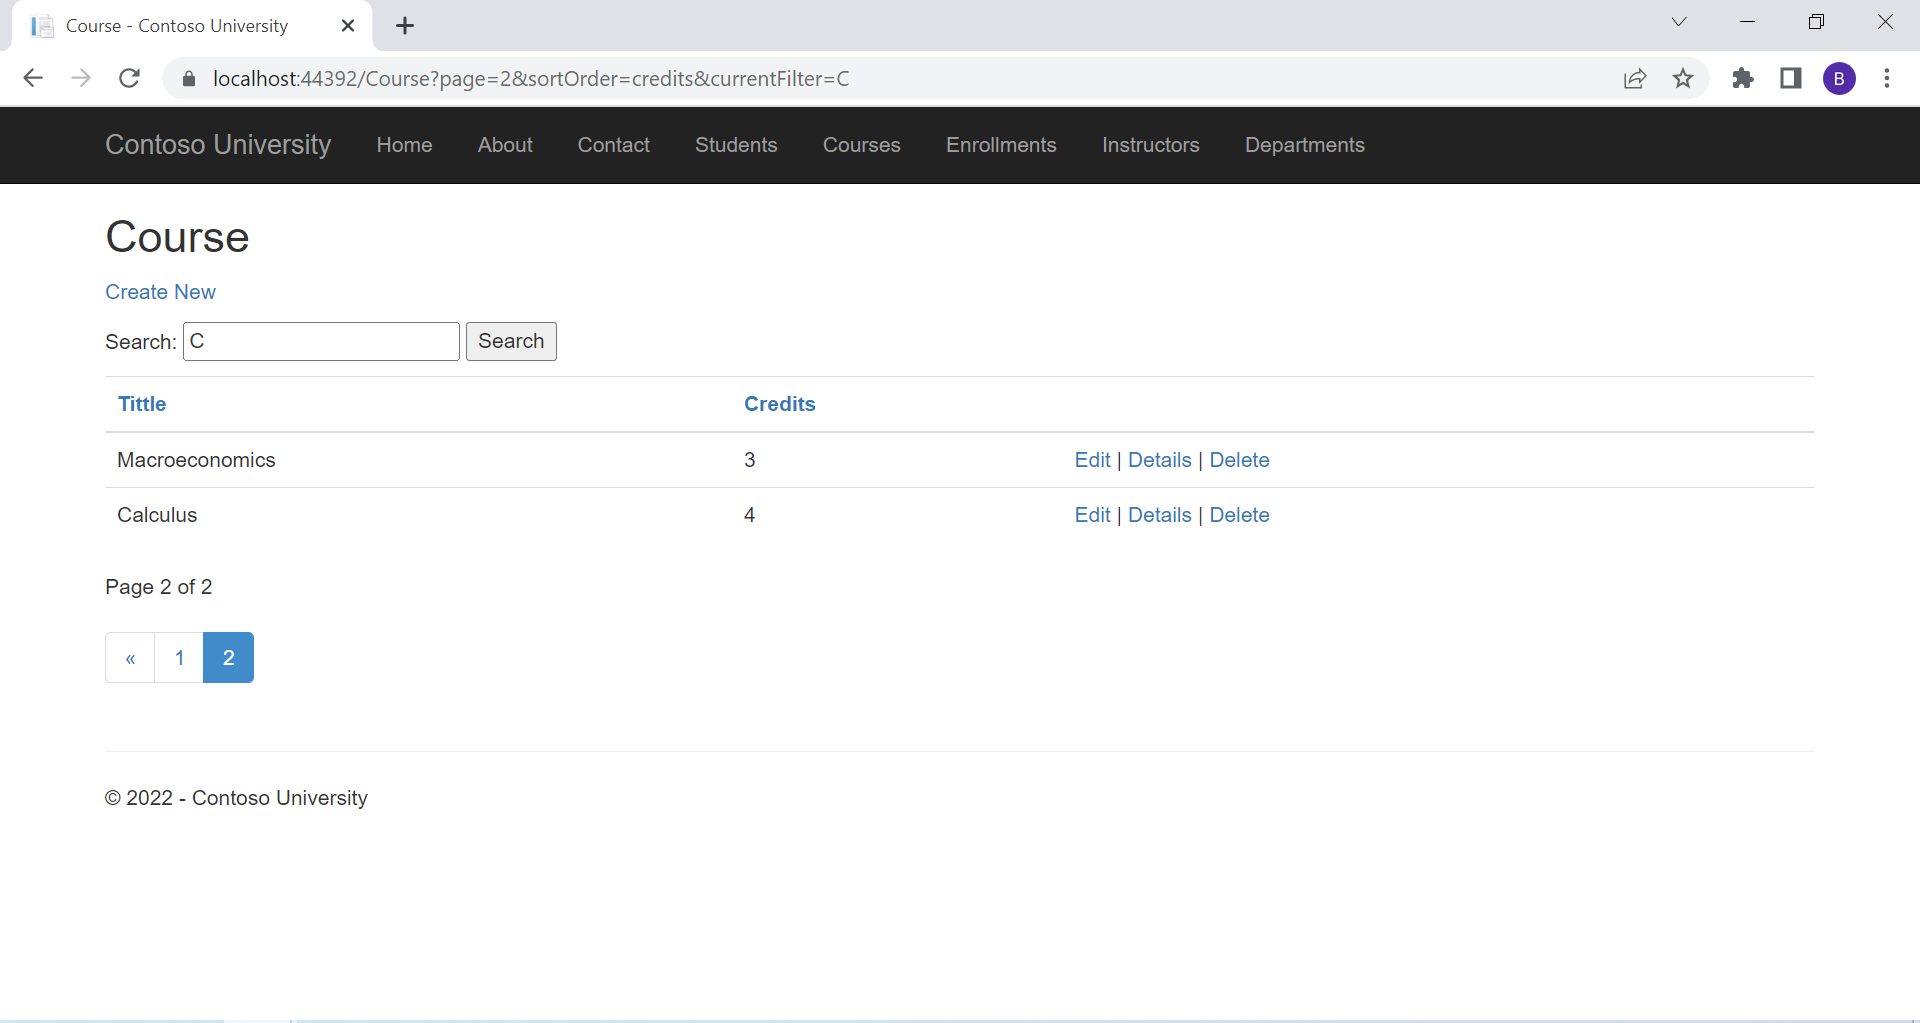 Course - Contoso University
localhost:44392/Course?page=2&sortOrder=credits&currentFilter=C
B
Contoso University Home About Contact Students Courses Enrollments Instructors Departments
Course
Create New
Search: C Search
Tittle Credits
Macroeconomics 3 Edit | Details | Delete
Calculus 4 Edit | Details | Delete
Page 2 of 2
« 1 2
© 2022 - Contoso University